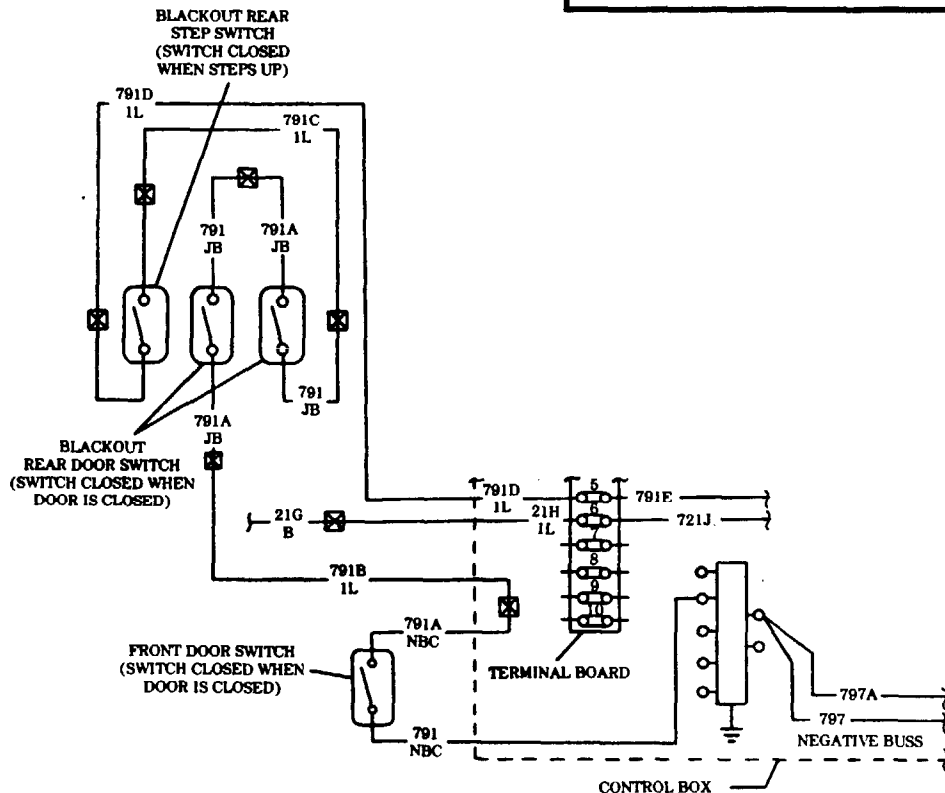 BLACKOUT REAR
STEP SWITCH
(SWITCH CLOSED
WHEN STEPS UP)
791D
1L
791C
1L
791
JB
791A
JB
791A
JB
791
JB
BLACKOUT
REAR DOOR SWITCH
(SWITCH CLOSED WHEN
DOOR IS CLOSED)
791D
1L
5
791E
21G
B
21H
1L
6
721J
7
8
9
10
791B
1L
791A
NBC
FRONT DOOR SWITCH
(SWITCH CLOSED WHEN
DOOR IS CLOSED)
TERMINAL BOARD
791
NBC
797A
797
NEGATIVE BUSS
CONTROL BOX